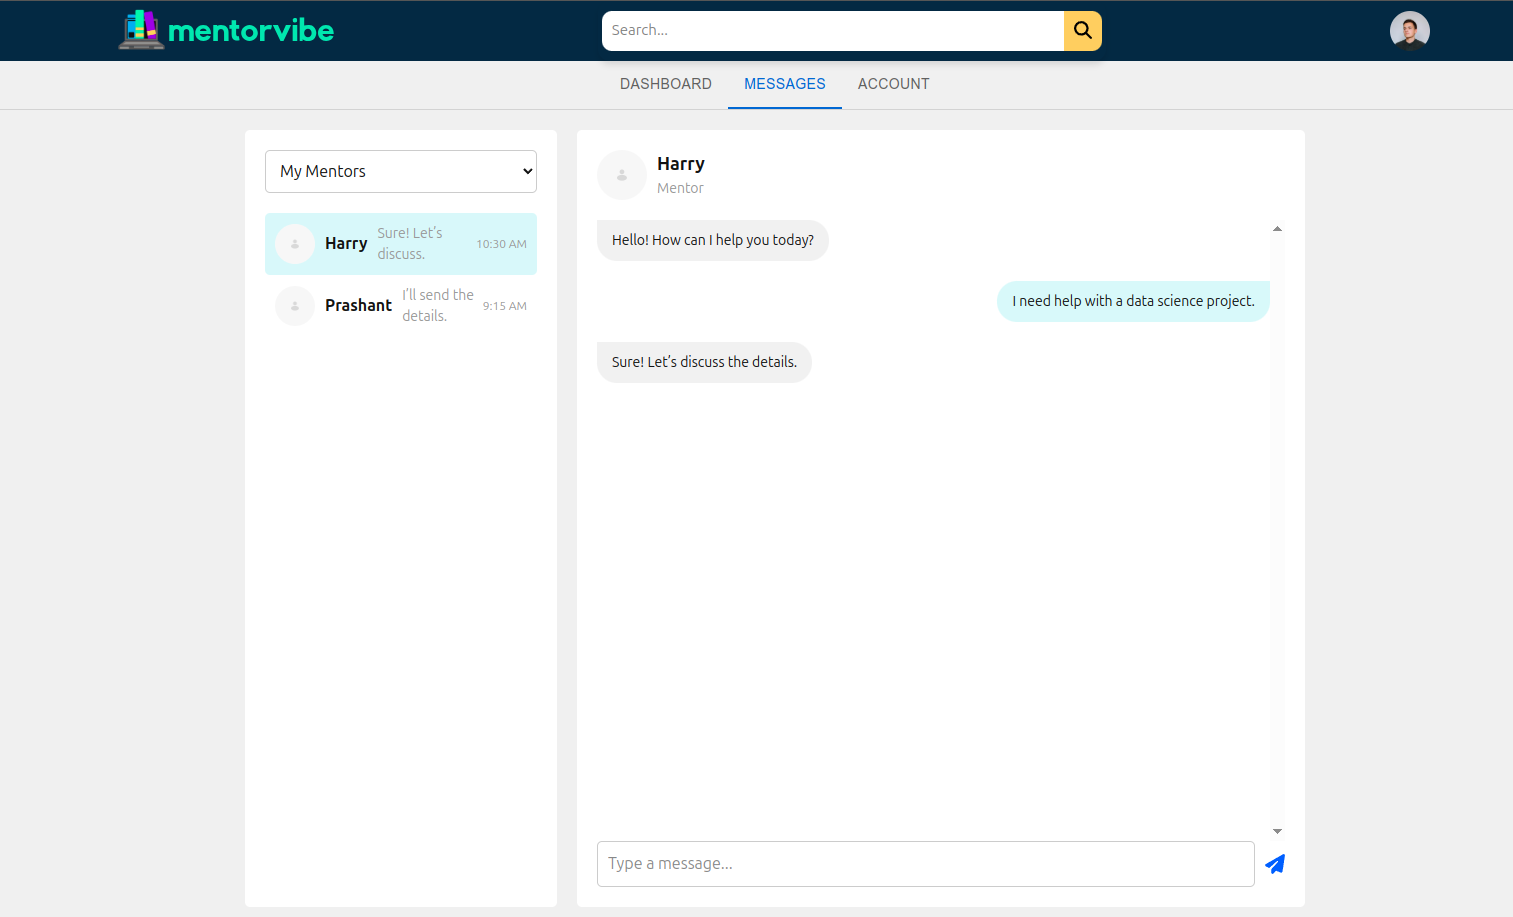 mentorvibe
Search...
DASHBOARD MESSAGES ACCOUNT
My Mentors
Harry Sure! Let’s
discuss. 10:30 AM
Prashant I’ll send the
details. 9:15 AM
Harry
Mentor
Hello! How can I help you today?
I need help with a data science project.
Sure! Let’s discuss the details.
Type a message...